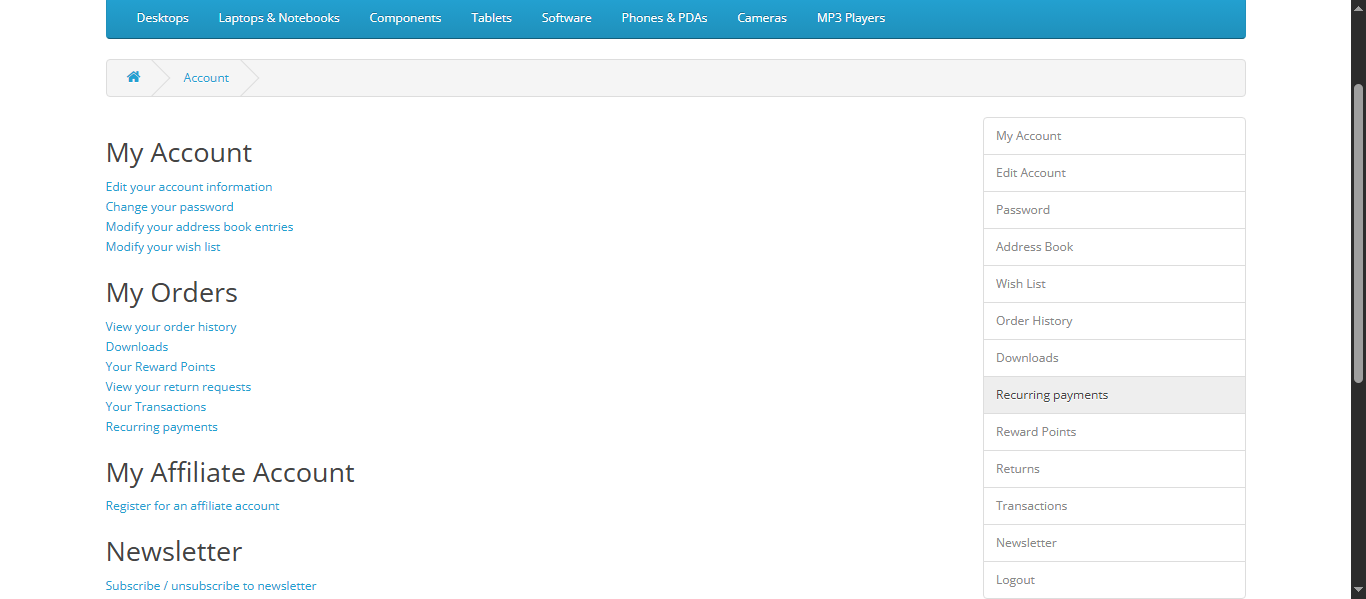 Desktops Laptops & Notebooks Components Tablets Software Phones & PDAs Cameras MP3 Players
Account
My Account
Edit your account information
Change your password
Modify your address book entries
Modify your wish list
My Orders
View your order history
Downloads
Your Reward Points
View your return requests
Your Transactions
Recurring payments
My Affiliate Account
Register for an affiliate account
Newsletter
Subscribe / unsubscribe to newsletter
My Account
Edit Account
Password
Address Book
Wish List
Order History
Downloads
Recurring payments
Reward Points
Returns
Transactions
Newsletter
Logout